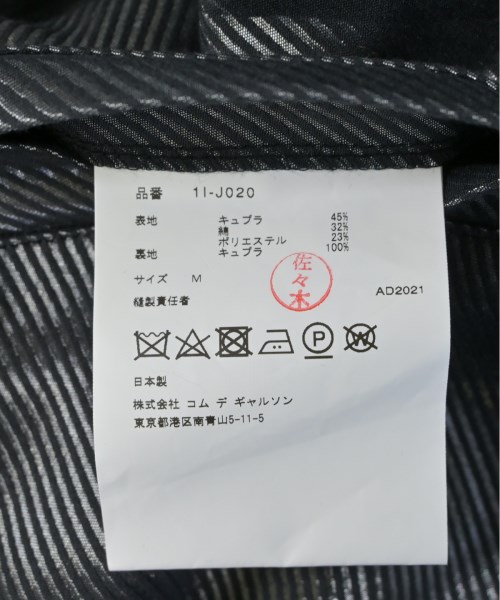 品番 1I-J020
表地 キュプラ 45%
綿 32%
ポリエステル 23%
裏地 キュプラ 100%
サイズ M
縫製責任者
佐々木
AD2021
P
W
日本製
株式会社 コム デ ギャルソン
東京都港区南青山5-11-5